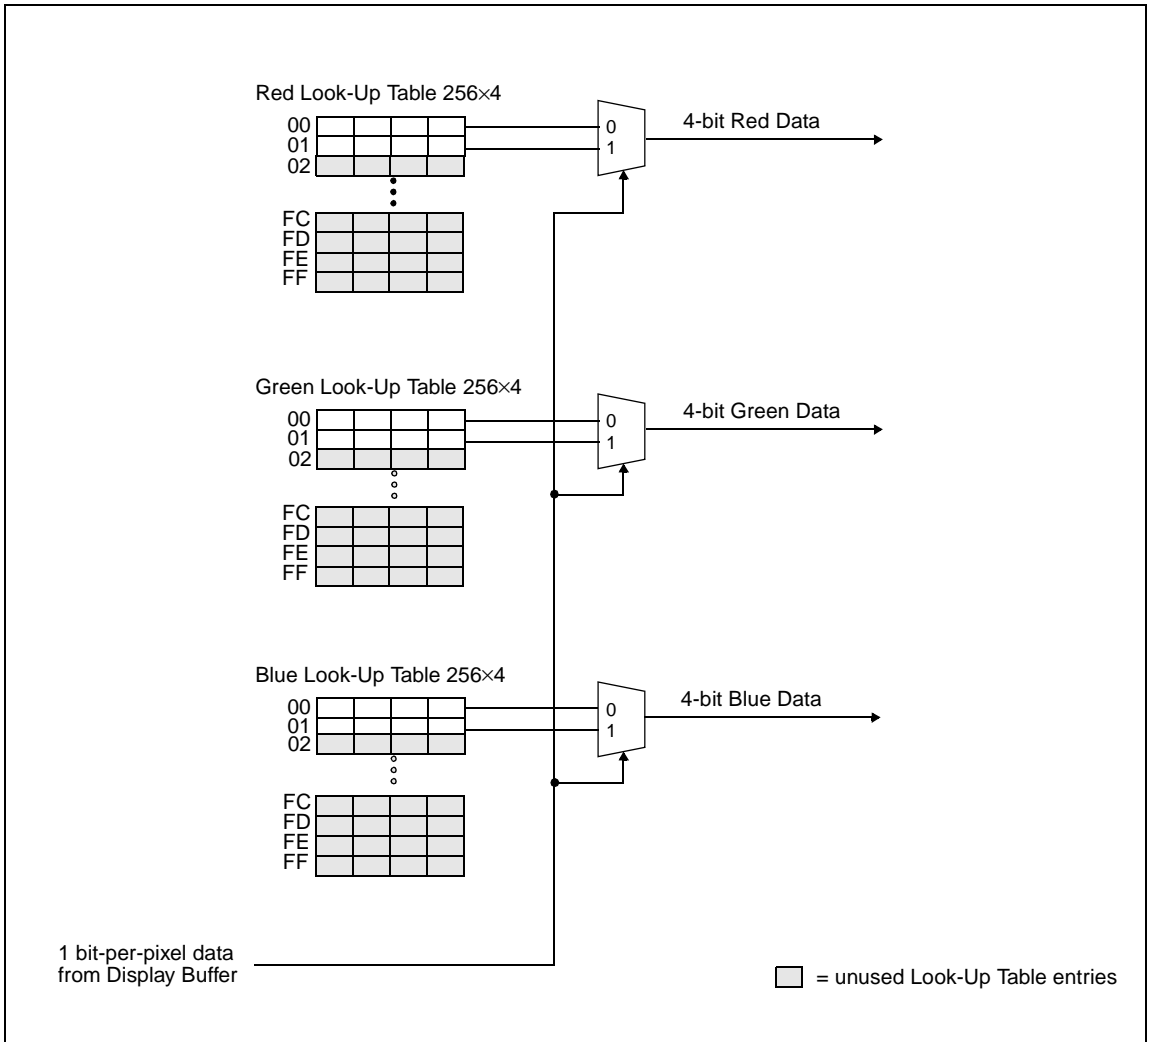 Red Look-Up Table 256×4
00
01
02
FC
FD
FE
FF
0
1
4-bit Red Data
Green Look-Up Table 256×4
00
01
02
FC
FD
FE
FF
0
1
4-bit Green Data
Blue Look-Up Table 256×4
00
01
02
FC
FD
FE
FF
0
1
4-bit Blue Data
1 bit-per-pixel data
from Display Buffer
= unused Look-Up Table entries